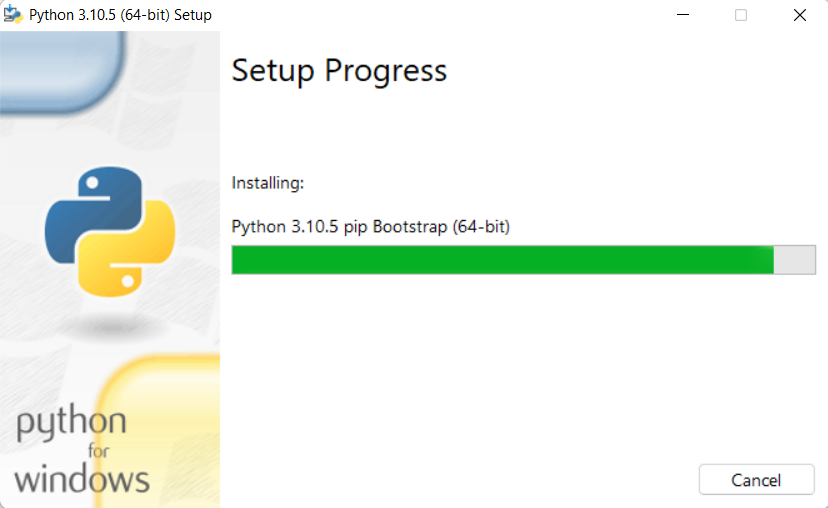 Python 3.10.5 (64-bit) Setup
Setup Progress
Installing:
Python 3.10.5 pip Bootstrap (64-bit)
python
for
windows
Cancel